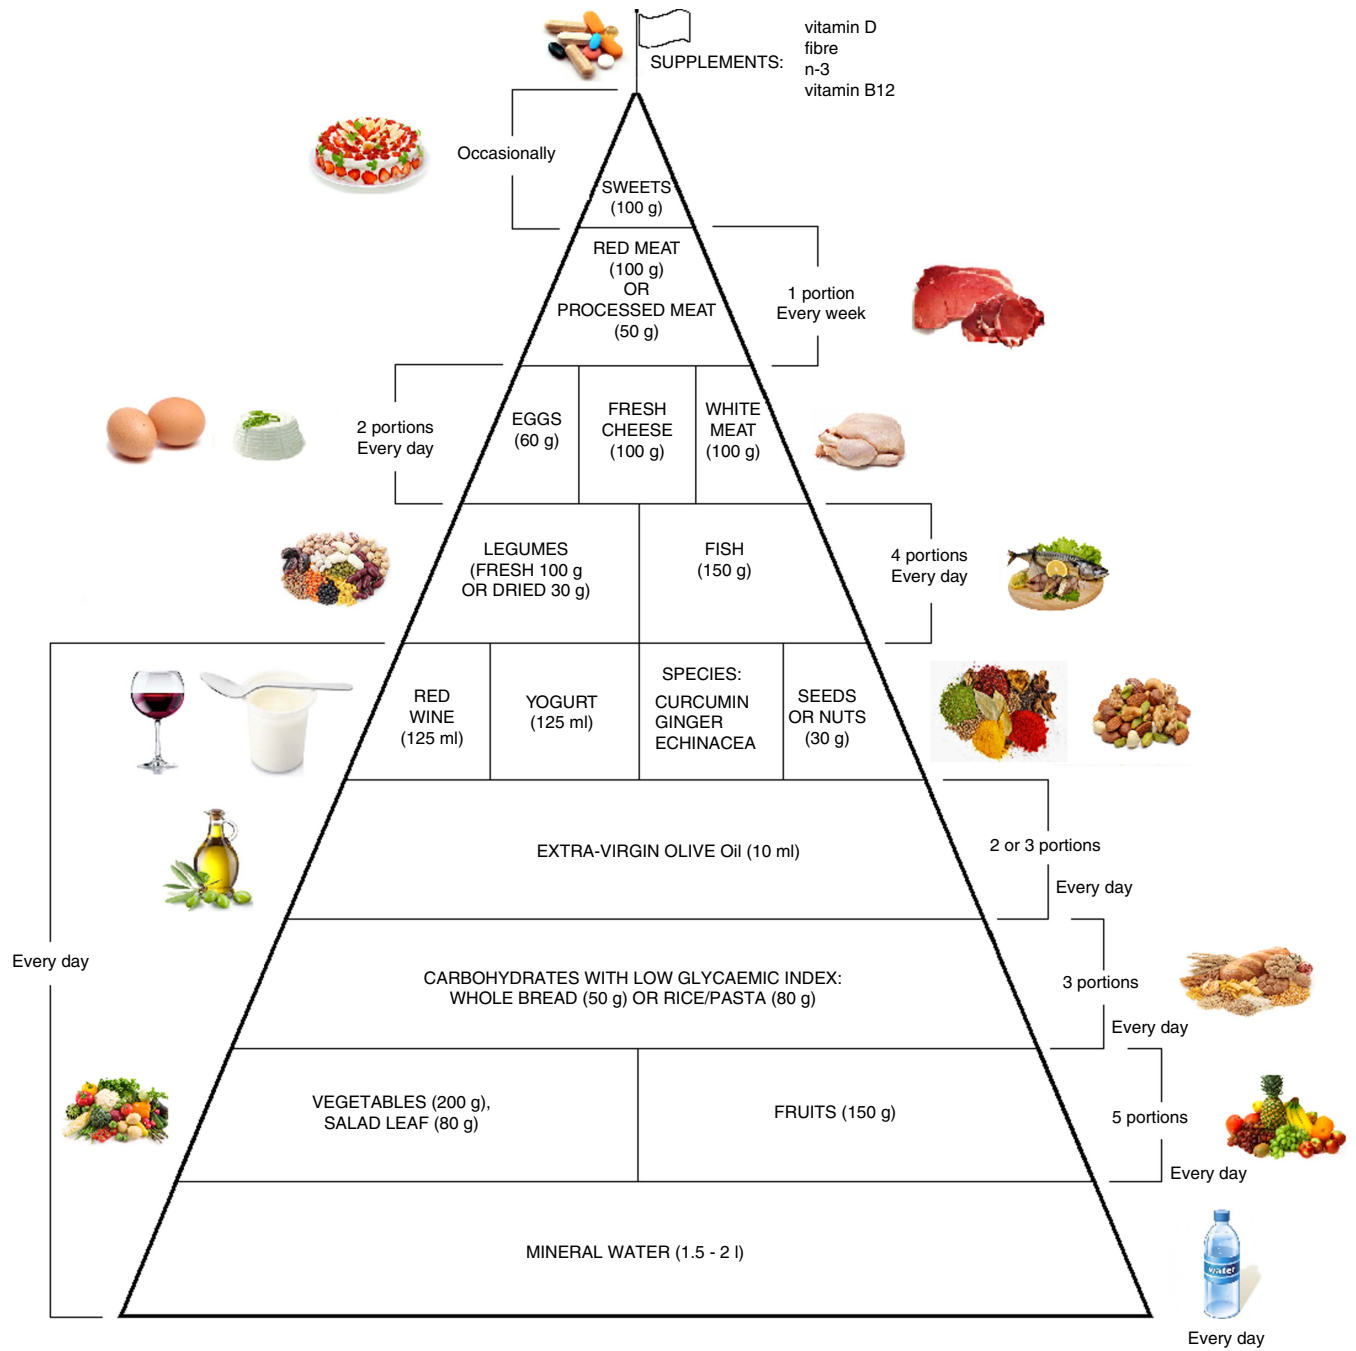 vitamin D
fibre
SUPPLEMENTS:
n-3
vitamin B12
Occasionally
SWEETS
(100 g)
RED MEAT
(100 g)
OR
PROCESSED MEAT
(50 g)
1 portion
Every week
2 portions
Every day
EGGS
(60 g)
FRESH
CHEESE
(100 g)
WHITE
MEAT
(100 g)
LEGUMES
(FRESH 100 g
OR DRIED 30 g)
FISH
(150 g)
4 portions
Every day
RED
WINE
(125 ml)
YOGURT
(125 ml)
SPECIES:
CURCUMIN
GINGER
ECHINACEA
SEEDS
OR NUTS
(30 g)
EXTRA-VIRGIN OLIVE Oil (10 ml)
2 or 3 portions
Every day
Every day
CARBOHYDRATES WITH LOW GLYCAEMIC INDEX:
WHOLE BREAD (50 g) OR RICE/PASTA (80 g)
3 portions
Every day
VEGETABLES (200 g),
SALAD LEAF (80 g)
FRUITS (150 g)
5 portions
Every day
MINERAL WATER (1.5 - 2 l)
water
Every day